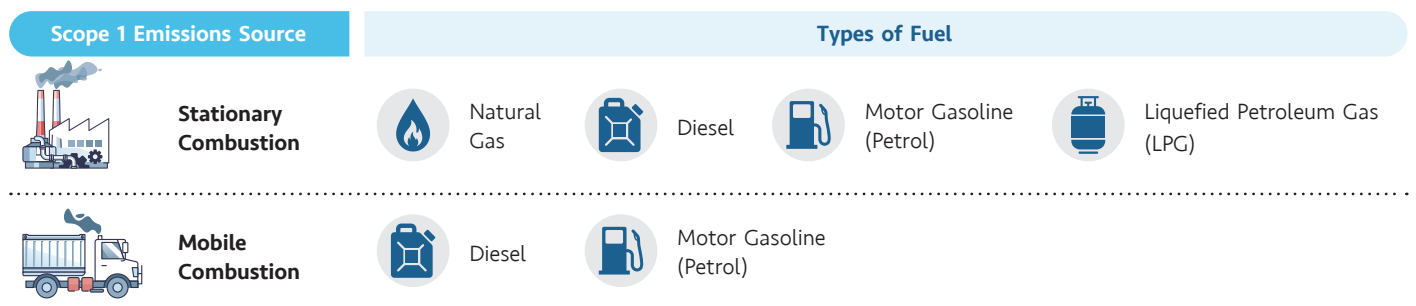 Scope 1 Emissions Source
Types of Fuel
Stationary
Combustion
Natural
Gas
Diesel
Motor Gasoline
(Petrol)
Liquefied Petroleum Gas
(LPG)
Mobile
Combustion
Diesel
Motor Gasoline
(Petrol)